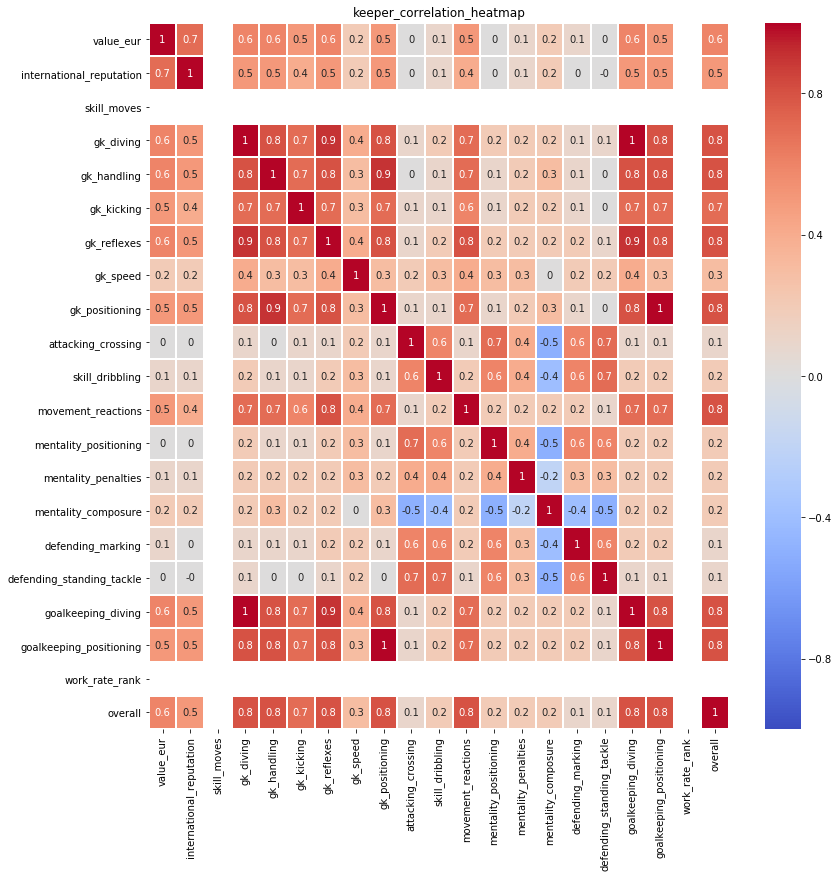 keeper_correlation_heatmap
value_eur 1 0.7 0.6 0.6 0.5 0.6 0.2 0.5 0 0.1 0.5 0 0.1 0.2 0.1 0 0.6 0.5 0.6
international_reputation 0.7 1 0.5 0.5 0.4 0.5 0.2 0.5 0 0.1 0.4 0 0.1 0.2 0 -0 0.5 0.5 0.5
skill_moves
gk_diving 0.6 0.5 1 0.8 0.7 0.9 0.4 0.8 0.1 0.2 0.7 0.2 0.2 0.2 0.1 0.1 1 0.8 0.8
gk_handling 0.6 0.5 0.8 1 0.7 0.8 0.3 0.9 0 0.1 0.7 0.1 0.2 0.3 0.1 0 0.8 0.8 0.8
gk_kicking 0.5 0.4 0.7 0.7 1 0.7 0.3 0.7 0.1 0.1 0.6 0.1 0.2 0.2 0.1 0 0.7 0.7 0.7
gk_reflexes 0.6 0.5 0.9 0.8 0.7 1 0.4 0.8 0.1 0.2 0.8 0.2 0.2 0.2 0.2 0.1 0.9 0.8 0.8
gk_speed 0.2 0.2 0.4 0.3 0.3 0.4 1 0.3 0.2 0.3 0.4 0.3 0.3 0 0.2 0.2 0.4 0.3 0.3
gk_positioning 0.5 0.5 0.8 0.9 0.7 0.8 0.3 1 0.1 0.1 0.7 0.1 0.2 0.3 0.1 0 0.8 1 0.8
attacking_crossing 0 0 0.1 0 0.1 0.1 0.2 0.1 1 0.6 0.1 0.7 0.4 -0.5 0.6 0.7 0.1 0.1 0.1
skill_dribbling 0.1 0.1 0.2 0.1 0.1 0.2 0.3 0.1 0.6 1 0.2 0.6 0.4 -0.4 0.6 0.7 0.2 0.2 0.2
movement_reactions 0.5 0.4 0.7 0.7 0.6 0.8 0.4 0.7 0.1 0.2 1 0.2 0.2 0.2 0.2 0.1 0.7 0.7 0.8
mentality_positioning 0 0 0.2 0.1 0.1 0.2 0.3 0.1 0.7 0.6 0.2 1 0.4 -0.5 0.6 0.6 0.2 0.2 0.2
mentality_penalties 0.1 0.1 0.2 0.2 0.2 0.2 0.3 0.2 0.4 0.4 0.2 0.4 1 -0.2 0.3 0.3 0.2 0.2 0.2
mentality_composure 0.2 0.2 0.2 0.3 0.2 0.2 0 0.3 -0.5 -0.4 0.2 -0.5 -0.2 1 -0.4 -0.5 0.2 0.2 0.2
defending_marking 0.1 0 0.1 0.1 0.1 0.2 0.2 0.1 0.6 0.6 0.2 0.6 0.3 -0.4 1 0.6 0.2 0.2 0.1
defending_standing_tackle 0 -0 0.1 0 0 0.1 0.2 0 0.7 0.7 0.1 0.6 0.3 -0.5 0.6 1 0.1 0.1 0.1
goalkeeping_diving 0.6 0.5 1 0.8 0.7 0.9 0.4 0.8 0.1 0.2 0.7 0.2 0.2 0.2 0.2 0.1 1 0.8 0.8
goalkeeping_positioning 0.5 0.5 0.8 0.8 0.7 0.8 0.3 1 0.1 0.2 0.7 0.2 0.2 0.2 0.2 0.1 0.8 1 0.8
work_rate_rank
overall 0.6 0.5 0.8 0.8 0.7 0.8 0.3 0.8 0.1 0.2 0.8 0.2 0.2 0.2 0.1 0.1 0.8 0.8 1
value_eur
international_reputation
skill_moves
gk_diving
gk_handling
gk_kicking
gk_reflexes
gk_speed
gk_positioning
attacking_crossing
skill_dribbling
movement_reactions
mentality_positioning
mentality_penalties
mentality_composure
defending_marking
defending_standing_tackle
goalkeeping_diving
goalkeeping_positioning
work_rate_rank
overall
0.8
0.4
0.0
-0.4
-0.8